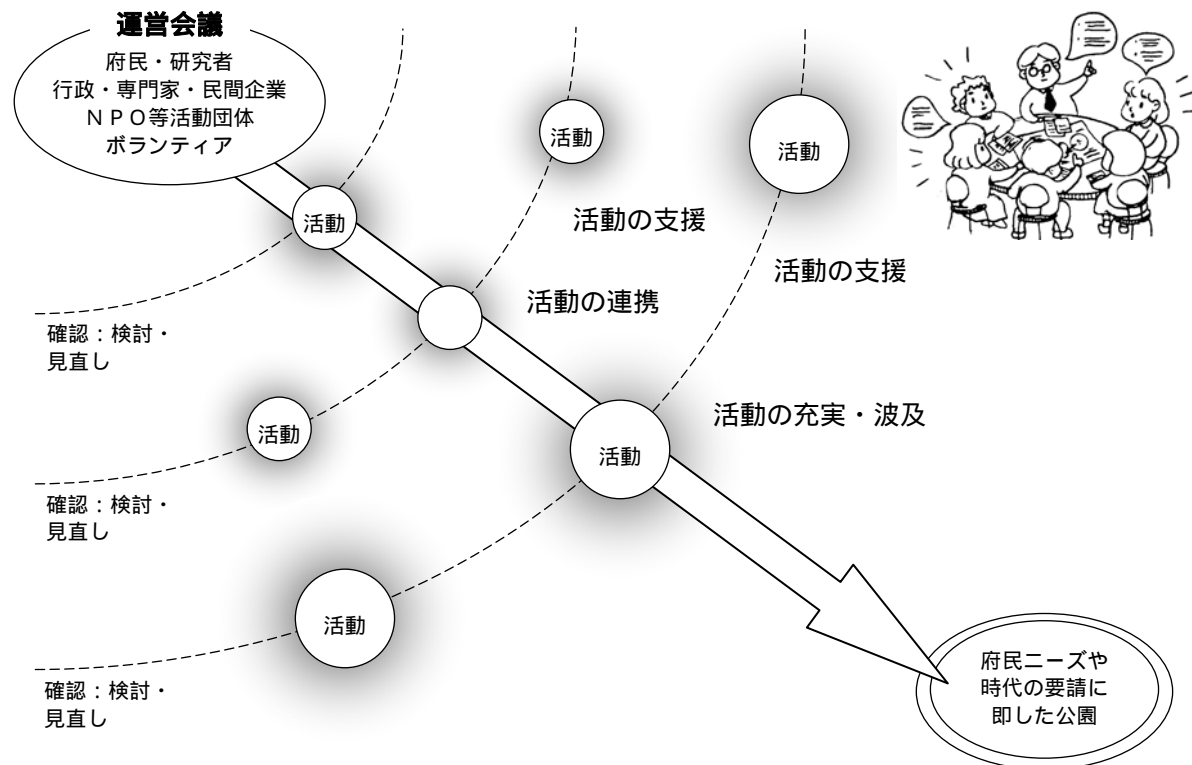 運営会議
府民・研究者
行政・専門家・民間企業
NPO等活動団体
ボランティア
活動
活動
活動
活動の支援
活動の支援
活動の連携
確認：検討・
見直し
活動
活動の充実・波及
活動
確認：検討・
見直し
活動
府民ニーズや
時代の要請に
即した公園
確認：検討・
見直し